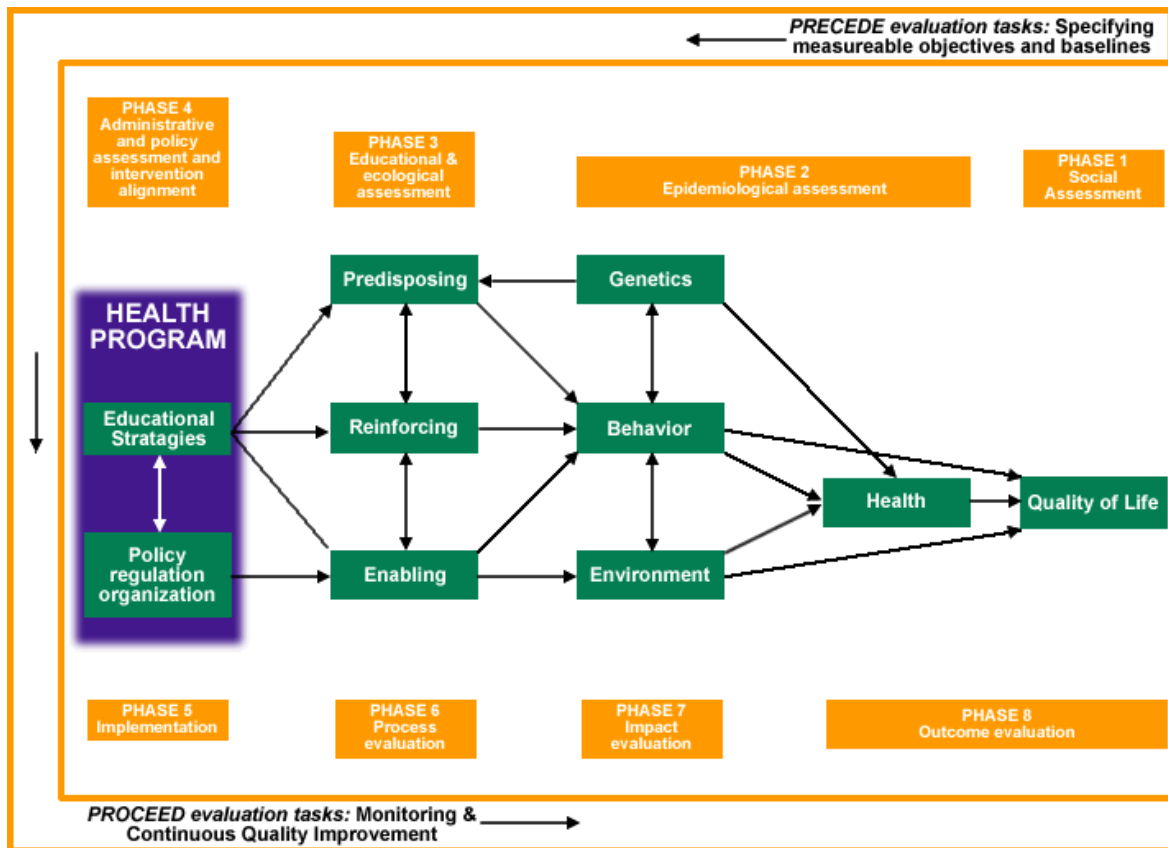 PRECEDE evaluation tasks: Specifying
measureable objectives and baselines
PHASE 4
Administrative
and policy
assessment and
intervention
alignment
PHASE 3
Educational &
ecological
assessment
PHASE 2
Epidemiological assessment
PHASE 1
Social
Assessment
HEALTH
PROGRAM
Predisposing
Genetics
Educational
Stratagies
Reinforcing
Behavior
Health
Quality of Life
Policy
regulation
organization
Enabling
Environment
PHASE 5
Implementation
PHASE 6
Process
evaluation
PHASE 7
Impact
evaluation
PHASE 8
Outcome evaluation
PROCEED evaluation tasks: Monitoring &
Continuous Quality Improvement